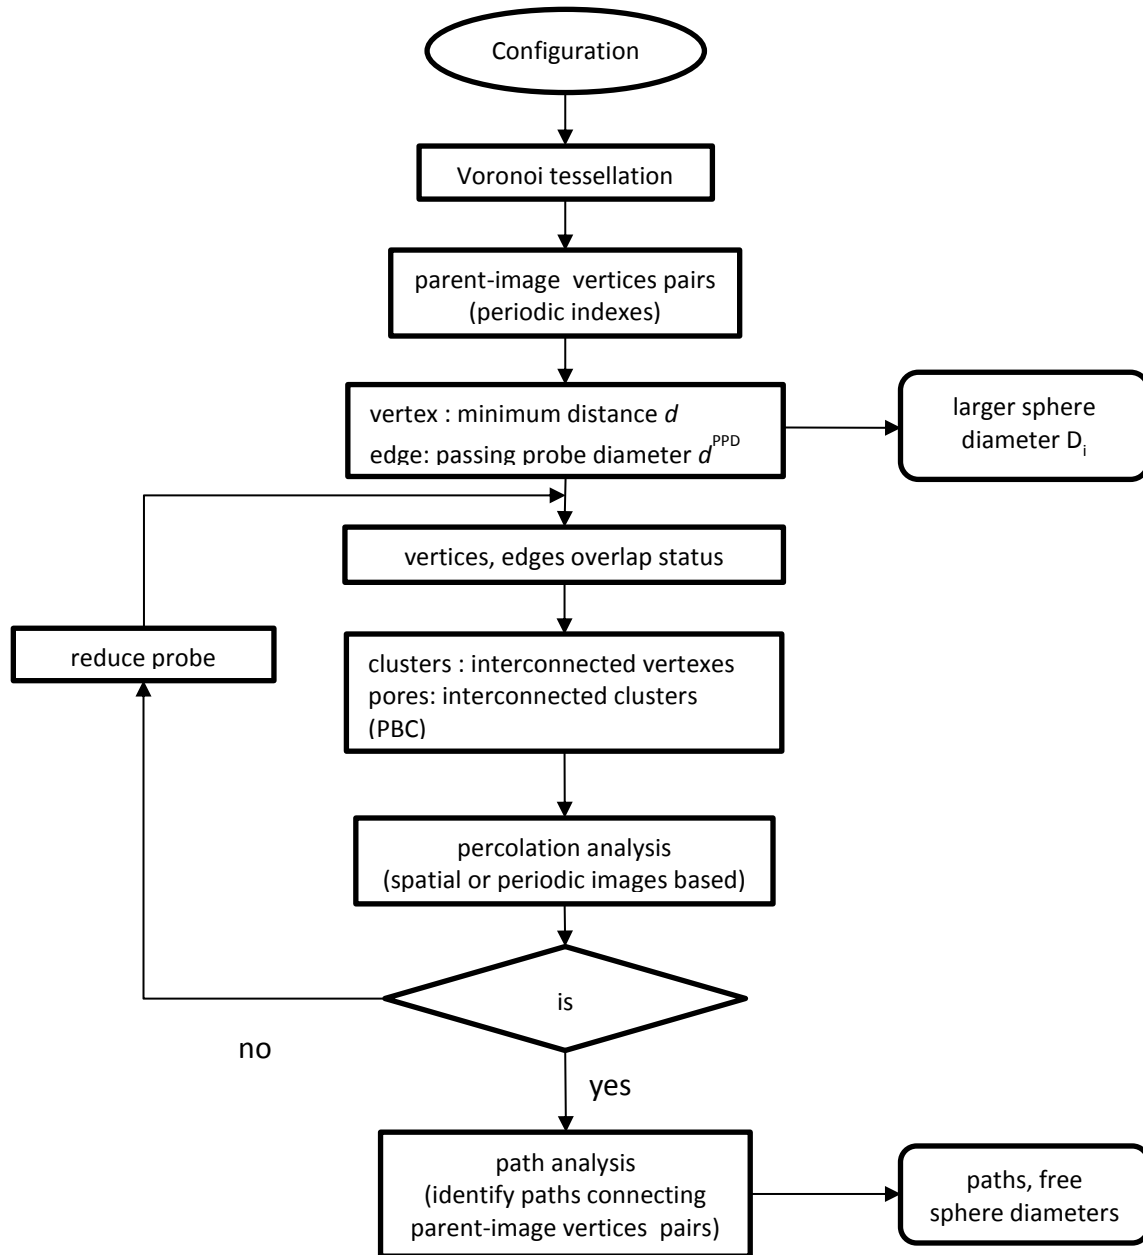 Configuration
Voronoi tessellation
parent-image vertices pairs
(periodic indexes)
vertex : minimum distance d
edge: passing probe diameter d^PPD
larger sphere
diameter D_i
vertices, edges overlap status
reduce probe
clusters : interconnected vertexes
pores: interconnected clusters
(PBC)
percolation analysis
(spatial or periodic images based)
is
no
yes
path analysis
(identify paths connecting
parent-image vertices pairs)
paths, free
sphere diameters